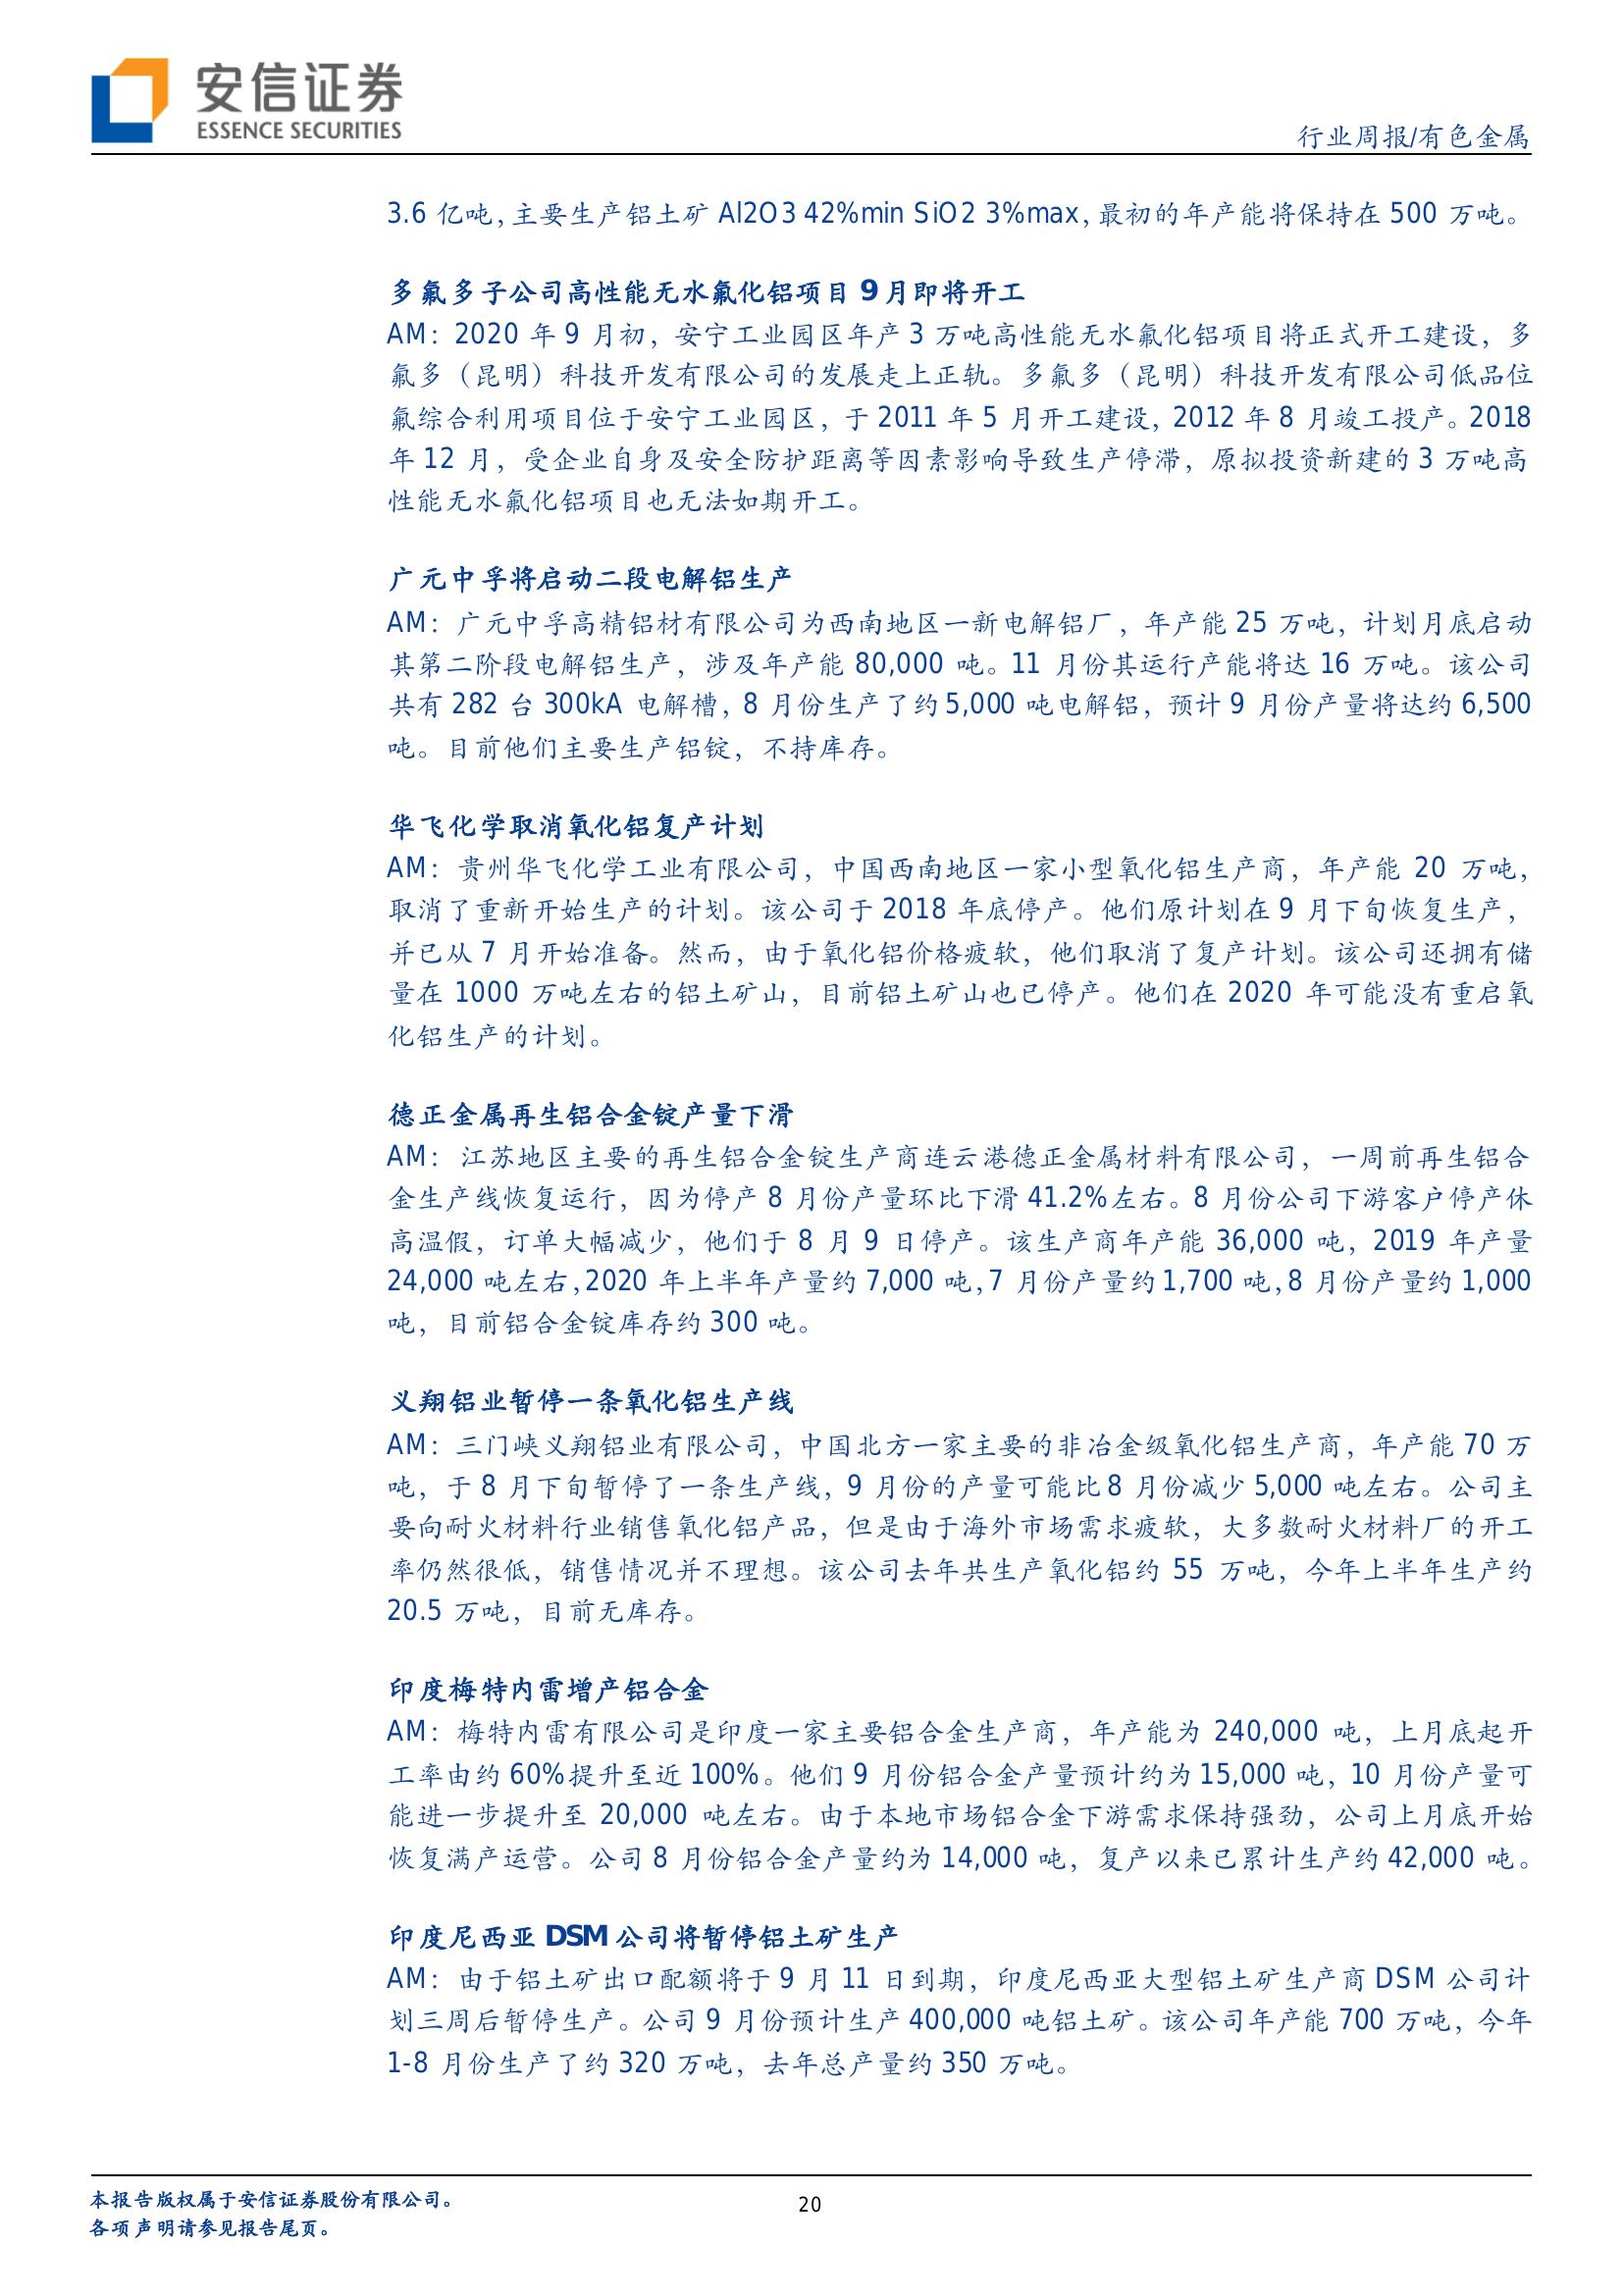 安信证券
ESSENCE SECURITIES
行业周报/有色金属
3.6 亿吨，主要生产铝土矿 Al2O3 42%min SiO2 3%max，最初的年产能将保持在 500 万吨。
多氟多子公司高性能无水氟化铝项目 9 月即将开工
AM：2020 年 9 月初，安宁工业园区年产 3 万吨高性能无水氟化铝项目将正式开工建设，多
氟多（昆明）科技开发有限公司的发展走上正轨。多氟多（昆明）科技开发有限公司低品位
氟综合利用项目位于安宁工业园区，于 2011 年 5 月开工建设，2012 年 8 月竣工投产。2018
年 12 月，受企业自身及安全防护距离等因素影响导致生产停滞，原拟投资新建的 3 万吨高
性能无水氟化铝项目也无法如期开工。
广元中孚将启动二段电解铝生产
AM：广元中孚高精铝材有限公司为西南地区一新电解铝厂，年产能 25 万吨，计划月底启动
其第二阶段电解铝生产，涉及年产能 80,000 吨。11 月份其运行产能将达 16 万吨。该公司
共有 282 台 300kA 电解槽，8 月份生产了约 5,000 吨电解铝，预计 9 月份产量将达约 6,500
吨。目前他们主要生产铝锭，不持库存。
华飞化学取消氧化铝复产计划
AM：贵州华飞化学工业有限公司，中国西南地区一家小型氧化铝生产商，年产能 20 万吨，
取消了重新开始生产的计划。该公司于 2018 年底停产。他们原计划在 9 月下旬恢复生产，
并已从 7 月开始准备。然而，由于氧化铝价格疲软，他们取消了复产计划。该公司还拥有储
量在 1000 万吨左右的铝土矿山，目前铝土矿山也已停产。他们在 2020 年可能没有重启氧
化铝生产的计划。
德正金属再生铝合金锭产量下滑
AM：江苏地区主要的再生铝合金锭生产商连云港德正金属材料有限公司，一周前再生铝合
金生产线恢复运行，因为停产 8 月份产量环比下滑 41.2%左右。8 月份公司下游客户停产休
高温假，订单大幅减少，他们于 8 月 9 日停产。该生产商年产能 36,000 吨，2019 年产量
24,000 吨左右，2020 年上半年产量约 7,000 吨，7 月份产量约 1,700 吨，8 月份产量约 1,000
吨，目前铝合金锭库存约 300 吨。
义翔铝业暂停一条氧化铝生产线
AM：三门峡义翔铝业有限公司，中国北方一家主要的非冶金级氧化铝生产商，年产能 70 万
吨，于 8 月下旬暂停了一条生产线，9 月份的产量可能比 8 月份减少 5,000 吨左右。公司主
要向耐火材料行业销售氧化铝产品，但是由于海外市场需求疲软，大多数耐火材料厂的开工
率仍然很低，销售情况并不理想。该公司去年共生产氧化铝约 55 万吨，今年上半年生产约
20.5 万吨，目前无库存。
印度梅特内雷增产铝合金
AM：梅特内雷有限公司是印度一家主要铝合金生产商，年产能为 240,000 吨，上月底起开
工率由约 60%提升至近 100%。他们 9 月份铝合金产量预计约为 15,000 吨，10 月份产量可
能进一步提升至 20,000 吨左右。由于本地市场铝合金下游需求保持强劲，公司上月底开始
恢复满产运营。公司 8 月份铝合金产量约为 14,000 吨，复产以来已累计生产约 42,000 吨。
印度尼西亚 DSM 公司将暂停铝土矿生产
AM：由于铝土矿出口配额将于 9 月 11 日到期，印度尼西亚大型铝土矿生产商 DSM 公司计
划三周后暂停生产。公司 9 月份预计生产 400,000 吨铝土矿。该公司年产能 700 万吨，今年
1-8 月份生产了约 320 万吨，去年总产量约 350 万吨。
本报告版权属于安信证券股份有限公司。
20
各项声明请参见报告尾页。